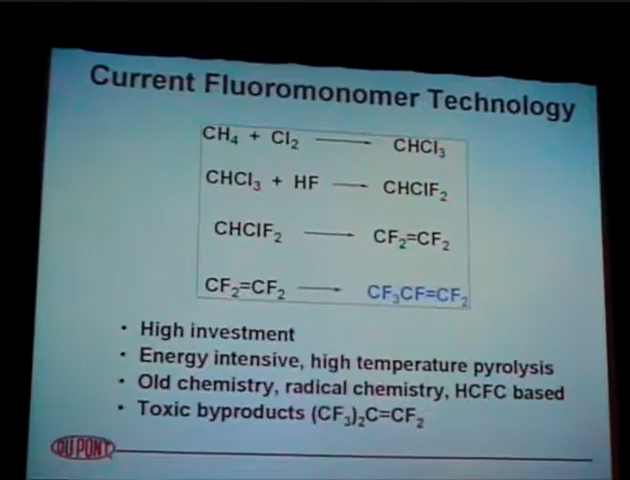 Current Fluoromonomer Technology
CH₄ + Cl₂ ⟶ CHCl₃
CHCl₃ + HF ⟶ CHClF₂
CHClF₂ ⟶ CF₂=CF₂
CF₂=CF₂ ⟶ CF₃CF=CF₂
• High investment
• Energy intensive, high temperature pyrolysis
• Old chemistry, radical chemistry, HCFC based
• Toxic byproducts (CF₃)₂C=CF₂
DUPONT